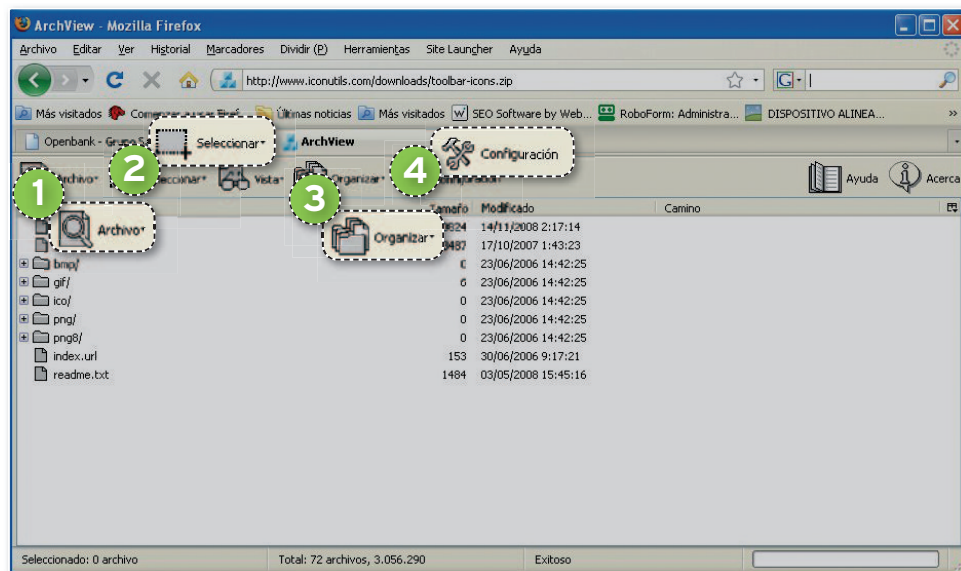 ArchView - Mozilla Firefox
Archivo Editar Ver Historial Marcadores Dividir (P) Herramientas Site Launcher Ayuda
http://www.iconutils.com/downloads/toolbar-icons.zip G
Más visitados Últimas noticias Más visitados W SEO Software by Web... RoboForm: Administra... DISPOSITIVO ALINEA... »
Openbank - Grupo ArchView
2 Seleccionar
4 Configuración
Archivo Seleccionar Vista Organizar Ayuda Acerca
1 Archivo
3 Organizar
Tamaño Modificado Camino
14/11/2008 2:17:14
17/10/2007 1:43:23
bmp/ 23/06/2006 14:42:25
gif/ 23/06/2006 14:42:25
ico/ 0 23/06/2006 14:42:25
png/ 0 23/06/2006 14:42:25
png8/ 0 23/06/2006 14:42:25
index.url 153 30/06/2006 9:17:21
readme.txt 1484 03/05/2008 15:45:16
Seleccionado: 0 archivo Total: 72 archivos, 3.056.290 Exitoso